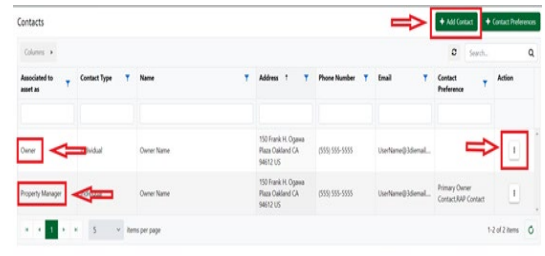 Contacts
+ Add Contact
+ Contact Preferences
Columns
Search...
Associated to asset as
Contact Type
Name
Address ↑
Phone Number
Email
Contact Preference
Action
Owner
Owner Name
150 Frank H. Ogawa
Plaza Oakland CA
94612 US
(555) 555-5555
UserName@3diemail...
Property Manager
Owner Name
150 Frank H. Ogawa
Plaza Oakland CA
94612 US
(555) 555-5555
UserName@3diemail...
Primary Owner
Contact,RAP Contact
1
5
items per page
1-2 of 2 items